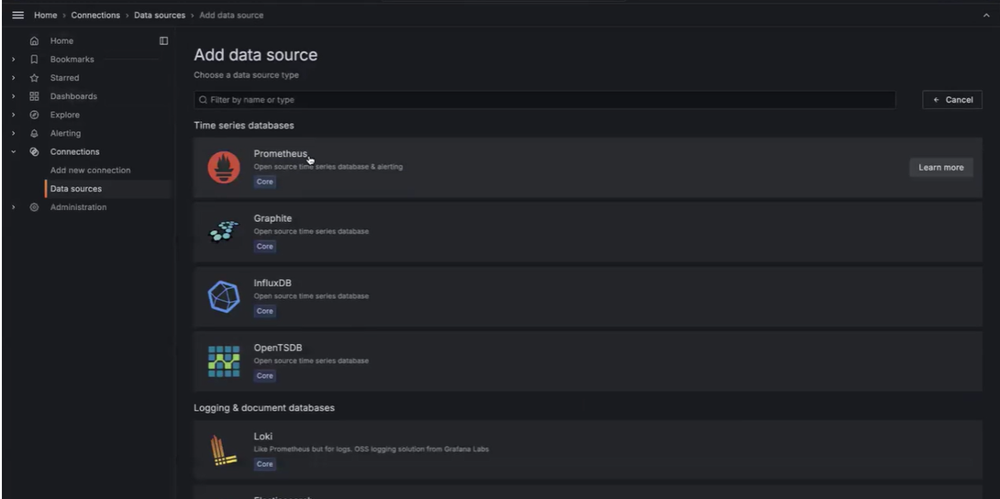 Home › Connections › Data sources › Add data source
Home
Bookmarks
Starred
Dashboards
Explore
Alerting
Connections
Add new connection
Data sources
Administration
Add data source
Choose a data source type
Filter by name or type
Cancel
Time series databases
Prometheus
Open source time series database & alerting
Core
Learn more
Graphite
Open source time series database
Core
InfluxDB
Open source time series database
Core
OpenTSDB
Open source time series database
Core
Logging & document databases
Loki
Like Prometheus but for logs. OSS logging solution from Grafana Labs
Core